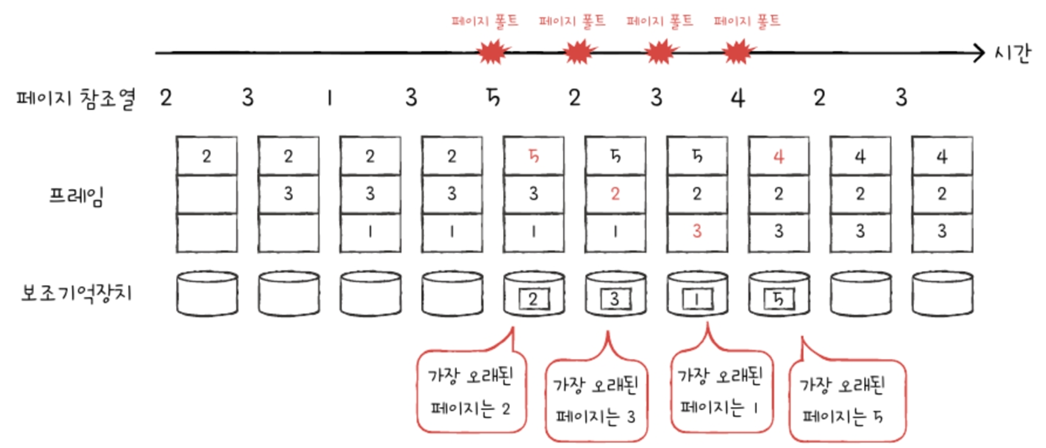 페이지 폴트 페이지 폴트 페이지 폴트 페이지 폴트
시간
페이지 참조열 2 3 1 3 5 2 3 4 2 3
2 2 2 2 5 5 5 4 4 4
프레임 3 3 3 3 2 2 2 2 2
1 1 1 1 3 3 3 3
보조기억장치 2 3 1 5
가장 오래된
페이지는 2
가장 오래된
페이지는 3
가장 오래된
페이지는 1
가장 오래된
페이지는 5